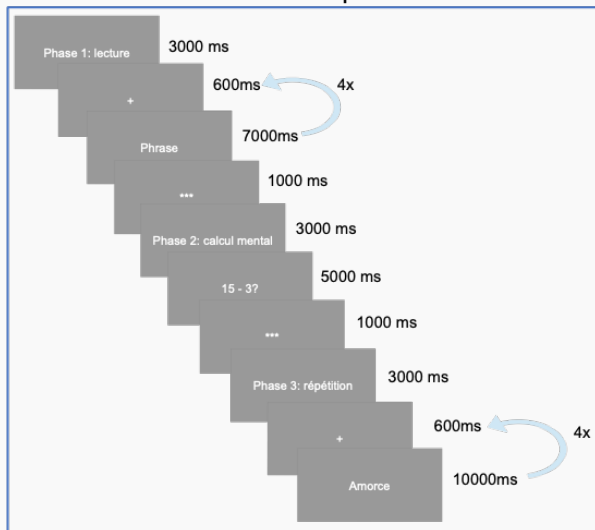 Phase 1: lecture
3000 ms
+
600ms
4x
Phrase
7000ms
***
1000 ms
Phase 2: calcul mental
3000 ms
15 - 3?
5000 ms
***
1000 ms
Phase 3: répétition
3000 ms
+
600ms
4x
Amorce
10000ms